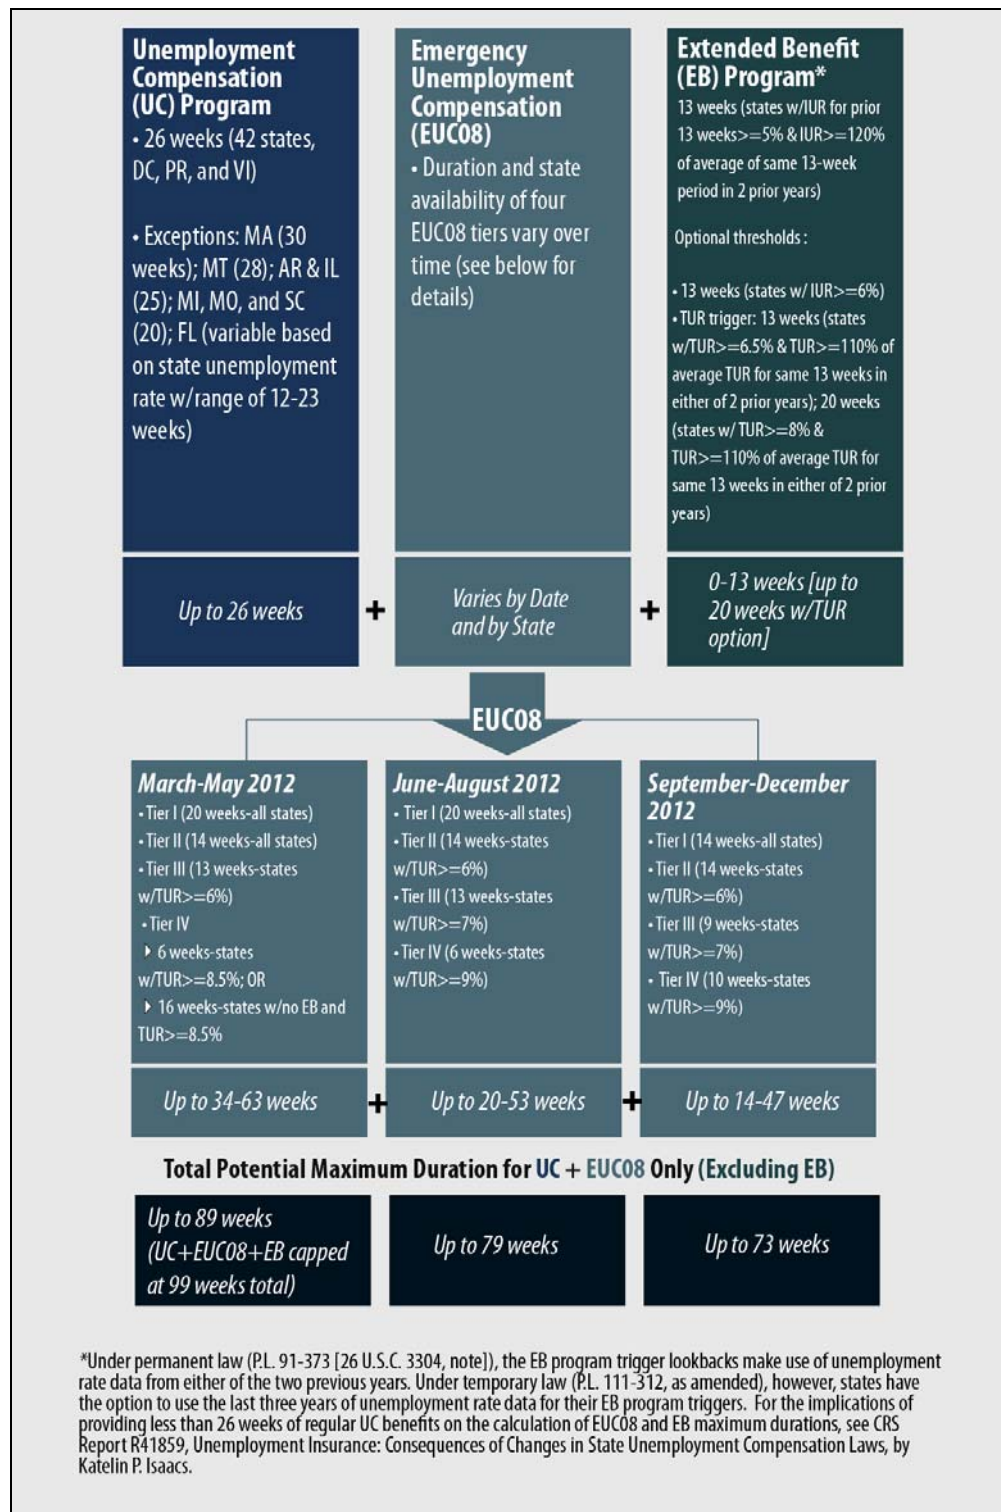 Unemployment
Compensation
(UC) Program
• 26 weeks (42 states,
DC, PR, and VI)
• Exceptions: MA (30
weeks); MT (28); AR & IL
(25); MI, MO, and SC
(20); FL (variable based
on state unemployment
rate w/range of 12-23
weeks)
Emergency
Unemployment
Compensation
(EUC08)
• Duration and state
availability of four
EUC08 tiers vary over
time (see below for
details)
Extended Benefit
(EB) Program*
13 weeks (states w/IUR for prior
13 weeks>=5% & IUR>=120%
of average of same 13-week
period in 2 prior years)
Optional thresholds :
• 13 weeks (states w/ IUR>=6%)
• TUR trigger: 13 weeks (states
w/TUR>=6.5% & TUR>=110% of
average TUR for same 13 weeks in
either of 2 prior years); 20 weeks
(states w/ TUR>=8% &
TUR>=110% of average TUR for
same 13 weeks in either of 2 prior
years)
Up to 26 weeks
+
Varies by Date
and by State
+
0-13 weeks [up to
20 weeks w/TUR
option]
EUC08
March-May 2012
• Tier I (20 weeks-all states)
• Tier II (14 weeks-all states)
• Tier III (13 weeks-states
w/TUR>=6%)
• Tier IV
6 weeks-states
w/TUR>=8.5%; OR
16 weeks-states w/no EB and
TUR>=8.5%
June-August 2012
• Tier I (20 weeks-all states)
• Tier II (14 weeks-states
w/TUR>=6%)
• Tier III (13 weeks-states
w/TUR>=7%)
• Tier IV (6 weeks-states
w/TUR>=9%)
September-December
2012
• Tier I (14 weeks-all states)
• Tier II (14 weeks-states
w/TUR>=6%)
• Tier III (9 weeks-states
w/TUR>=7%)
• Tier IV (10 weeks-states
w/TUR>=9%)
Up to 34-63 weeks
+
Up to 20-53 weeks
+
Up to 14-47 weeks
Total Potential Maximum Duration for UC + EUC08 Only (Excluding EB)
Up to 89 weeks
(UC+EUC08+EB capped
at 99 weeks total)
Up to 79 weeks
Up to 73 weeks
*Under permanent law (P.L. 91-373 [26 U.S.C. 3304, note]), the EB program trigger lookbacks make use of unemployment
rate data from either of the two previous years. Under temporary law (P.L. 111-312, as amended), however, states have
the option to use the last three years of unemployment rate data for their EB program triggers. For the implications of
providing less than 26 weeks of regular UC benefits on the calculation of EUC08 and EB maximum durations, see CRS
Report R41859, Unemployment Insurance: Consequences of Changes in State Unemployment Compensation Laws, by
Katelin P. Isaacs.